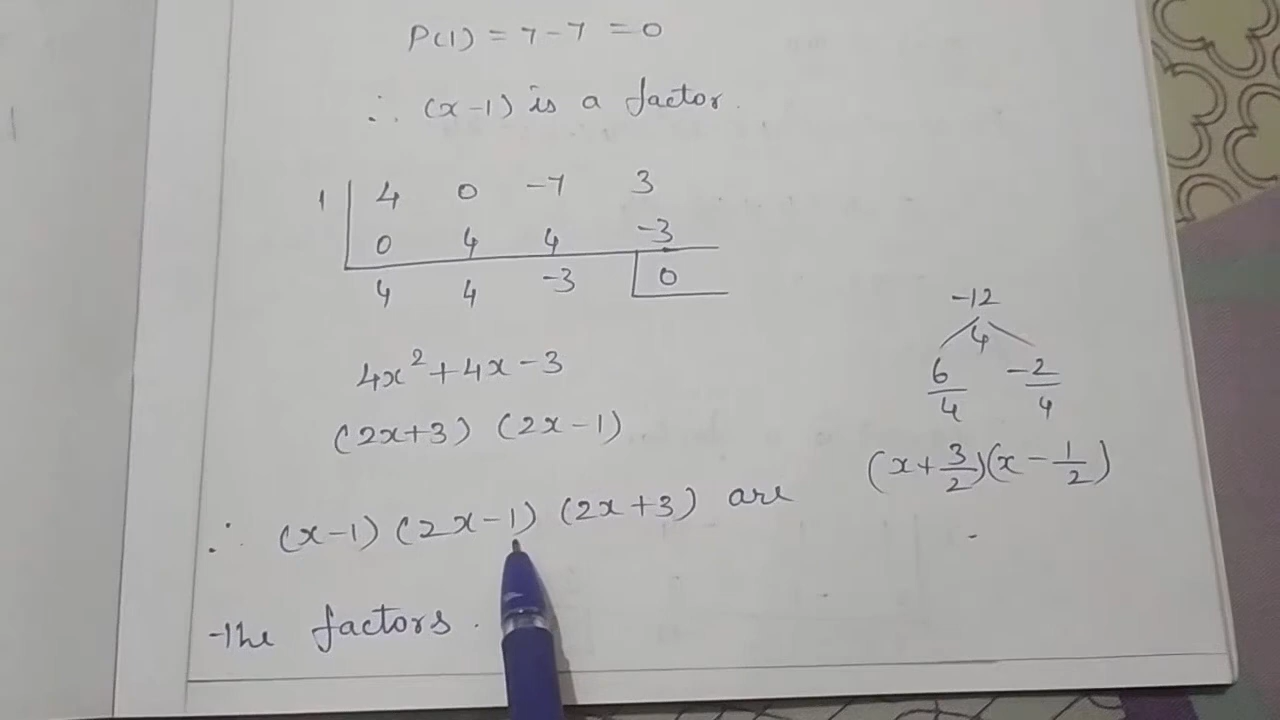 P(1) = 7 - 7 = 0
∴ (x - 1) is a factor.
1 | 4 0 -7 3
0 4 4 -3
4 4 -3 | 0
-12
4
6/4 -2/4
4x² + 4x - 3
(2x+3) (2x - 1)
(x + 3/2)(x - 1/2)
∴ (x - 1) (2x - 1) (2x + 3) are
the factors.